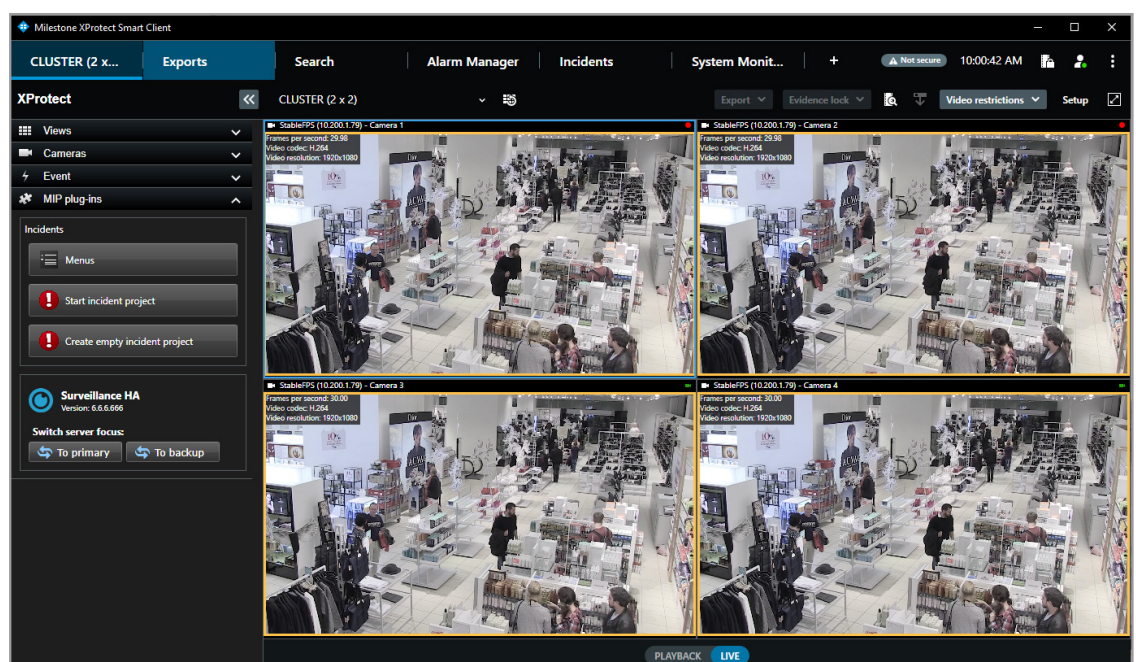 Milestone XProtect Smart Client
CLUSTER (2 x...
Exports
Search
Alarm Manager
Incidents
System Monit...
+
Not secure
10:00:42 AM
XProtect
CLUSTER (2 x 2)
Export
Evidence lock
Video restrictions
Setup
Views
Cameras
Event
MIP plug-ins
Incidents
Menus
Start incident project
Create empty incident project
Surveillance HA
Version: 6.6.6.666
Switch server focus:
To primary
To backup
StableFPS (10.200.1.79) - Camera 1
Frames per second: 29.98
Video codec: H.264
Video resolution: 1920x1080
StableFPS (10.200.1.79) - Camera 2
Frames per second: 29.98
Video codec: H.264
Video resolution: 1920x1080
StableFPS (10.200.1.79) - Camera 3
Frames per second: 30.00
Video codec: H.264
Video resolution: 1920x1080
StableFPS (10.200.1.79) - Camera 4
Frames per second: 30.00
Video codec: H.264
Video resolution: 1920x1080
PLAYBACK
LIVE